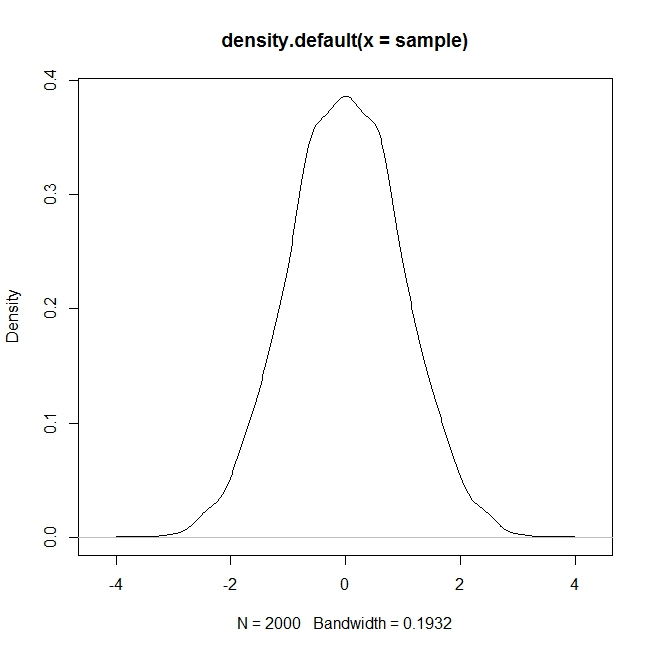 density.default(x = sample)
0.4
0.3
0.2
0.1
0.0
Density
-4 -2 0 2 4
N = 2000 Bandwidth = 0.1932